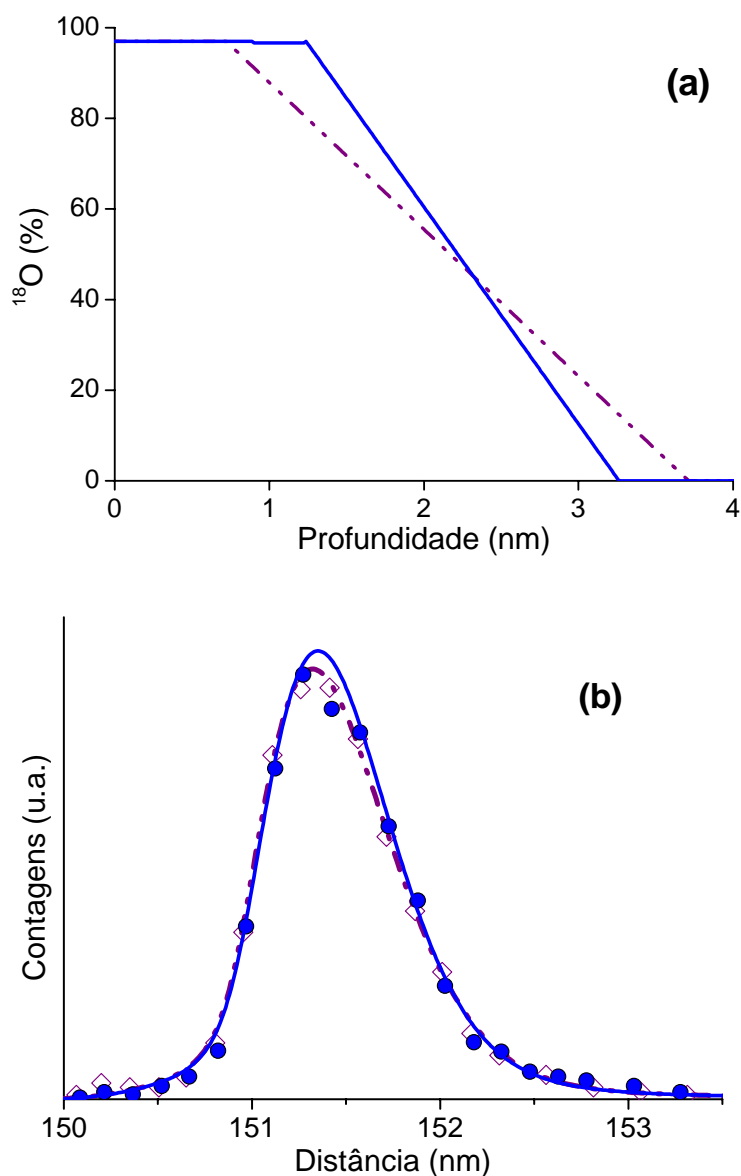 100
80
60
40
20
0
¹⁸O (%)
(a)
0 1 2 3 4
Profundidade (nm)
(b)
Contagens (u.a.)
150 151 152 153
Distância (nm)